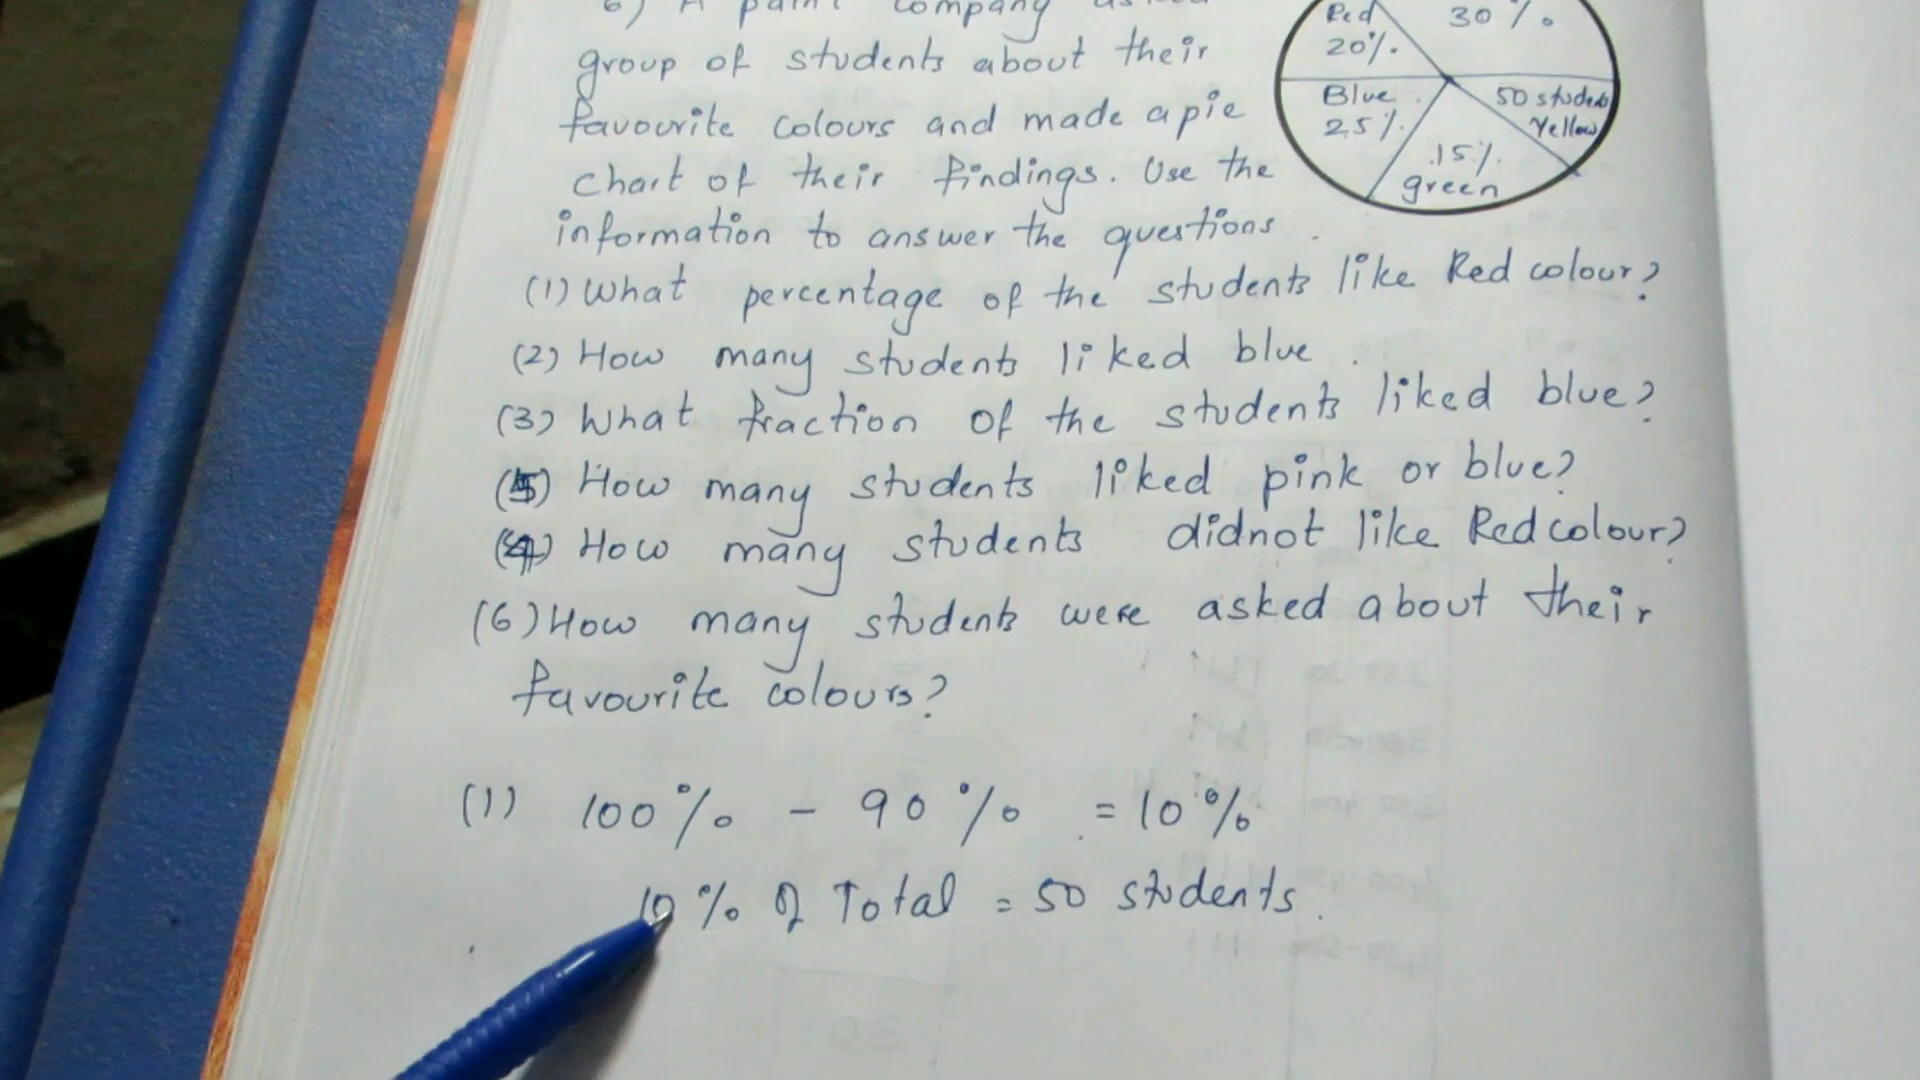 6) A paint company asked
group of students about their
favourite colours and made a pie
chart of their findings. Use the
information to answer the questions.
Red
20%.
30%
Blue
25%.
50 students
Yellow
15%.
green
(1) What percentage of the students like Red colour?
(2) How many students liked blue.
(3) What fraction of the students liked blue?
(5) How many students liked pink or blue?
(4) How many students didnot like Red colour?
(6) How many students were asked about their
favourite colours?
(1) 100% - 90% = 10%
10% of Total = 50 students.